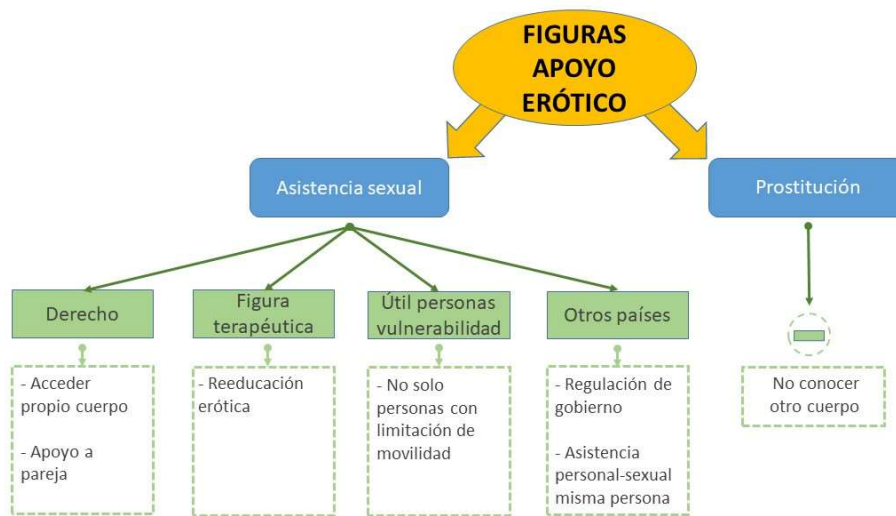 FIGURAS
APOYO
ERÓTICO
Asistencia sexual
Prostitución
Derecho
Figura
terapéutica
Útil personas
vulnerabilidad
Otros países
- Acceder
propio cuerpo
- Apoyo a
pareja
- Reeducación
erótica
- No solo
personas con
limitación de
movilidad
- Regulación de
gobierno
- Asistencia
personal-sexual
misma persona
No conocer
otro cuerpo